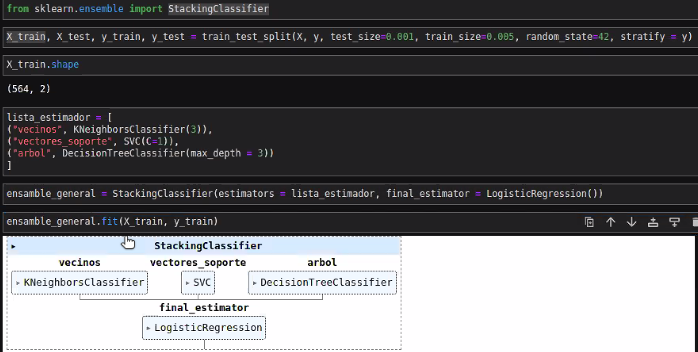 from sklearn.ensemble import StackingClassifier
X_train, X_test, y_train, y_test = train_test_split(X, y, test_size=0.001, train_size=0.005, random_state=42, stratify = y)
X_train.shape
(564, 2)
lista_estimador = [
("vecinos", KNeighborsClassifier(3)),
("vectores_soporte", SVC(C=1)),
("arbol", DecisionTreeClassifier(max_depth = 3))
]
ensamble_general = StackingClassifier(estimators = lista_estimador, final_estimator = LogisticRegression())
ensamble_general.fit(X_train, y_train)
StackingClassifier
vecinos vectores_soporte arbol
KNeighborsClassifier SVC DecisionTreeClassifier
final_estimator
LogisticRegression